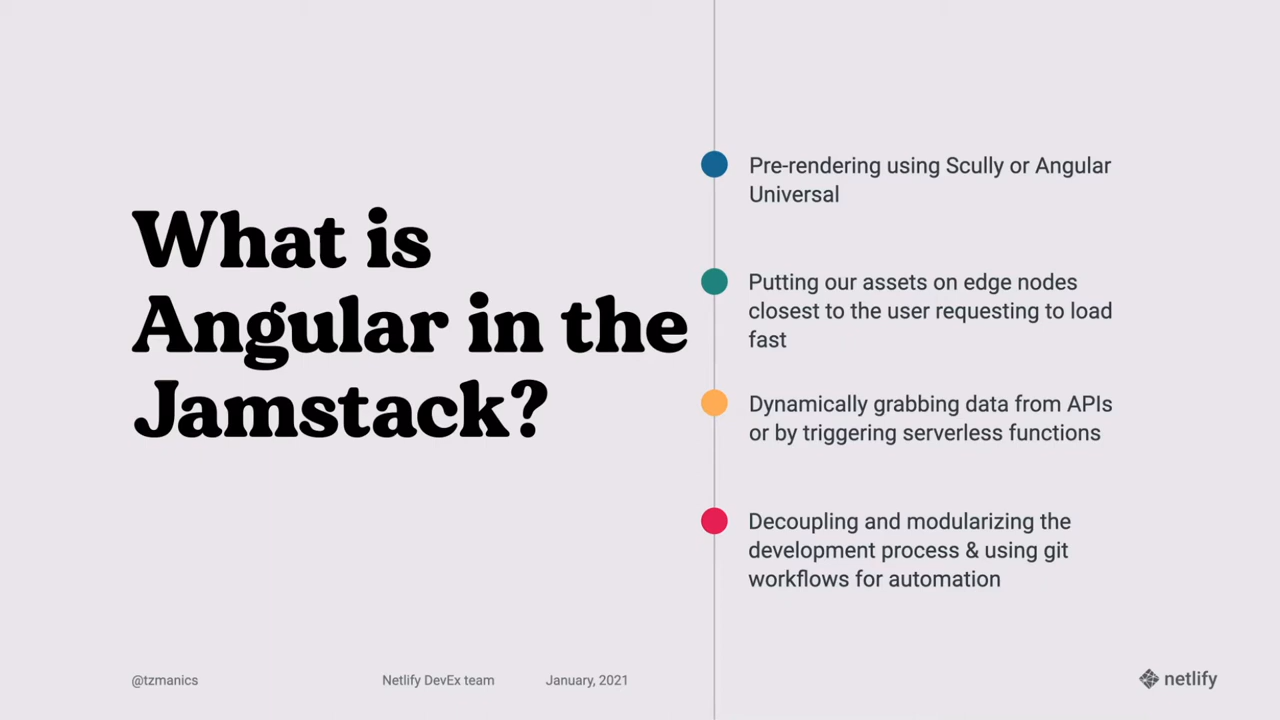 What is
Angular in the
Jamstack?
Pre-rendering using Scully or Angular
Universal
Putting our assets on edge nodes
closest to the user requesting to load
fast
Dynamically grabbing data from APIs
or by triggering serverless functions
Decoupling and modularizing the
development process & using git
workflows for automation
@tzmanics
Netlify DevEx team
January, 2021
netlify